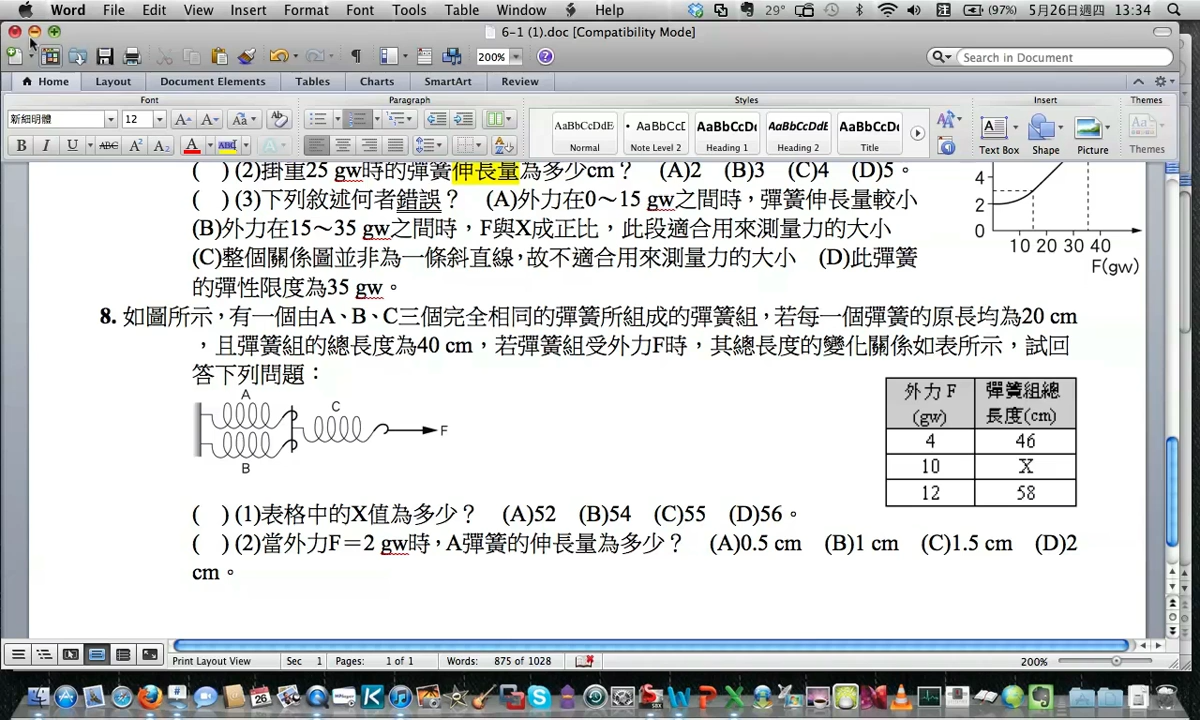 Word File Edit View Insert Format Font Tools Table Window Help 29° (97%) 5月26日週四 13:34
6-1 (1).doc [Compatibility Mode]
200% Search in Document
Home Layout Document Elements Tables Charts SmartArt Review
Font Paragraph Styles Insert Themes
新細明體 12
AaBbCcDdE AaBbCcD AaBbCcDc AaBbCcDdE AaBbCcDc
Normal Note Level 2 Heading 1 Heading 2 Title Text Box Shape Picture Themes
( ) (2)掛重25 gw時的彈簧伸長量為多少cm？ (A)2 (B)3 (C)4 (D)5。
( ) (3)下列敘述何者錯誤？ (A)外力在0～15 gw之間時，彈簧伸長量較小
(B)外力在15～35 gw之間時，F與X成正比，此段適合用來測量力的大小
(C)整個關係圖並非為一條斜直線，故不適合用來測量力的大小 (D)此彈簧
的彈性限度為35 gw。
4
2
0
10 20 30 40
F(gw)
8. 如圖所示，有一個由A、B、C三個完全相同的彈簧所組成的彈簧組，若每一個彈簧的原長均為20 cm
，且彈簧組的總長度為40 cm，若彈簧組受外力F時，其總長度的變化關係如表所示，試回
答下列問題：
A
C
F
B
外力 F (gw) 彈簧組總長度(cm)
4 46
10 X
12 58
( ) (1)表格中的X值為多少？ (A)52 (B)54 (C)55 (D)56。
( ) (2)當外力F＝2 gw時，A彈簧的伸長量為多少？ (A)0.5 cm (B)1 cm (C)1.5 cm (D)2
cm。
Print Layout View Sec 1 Pages: 1 of 1 Words: 875 of 1028 200%
26